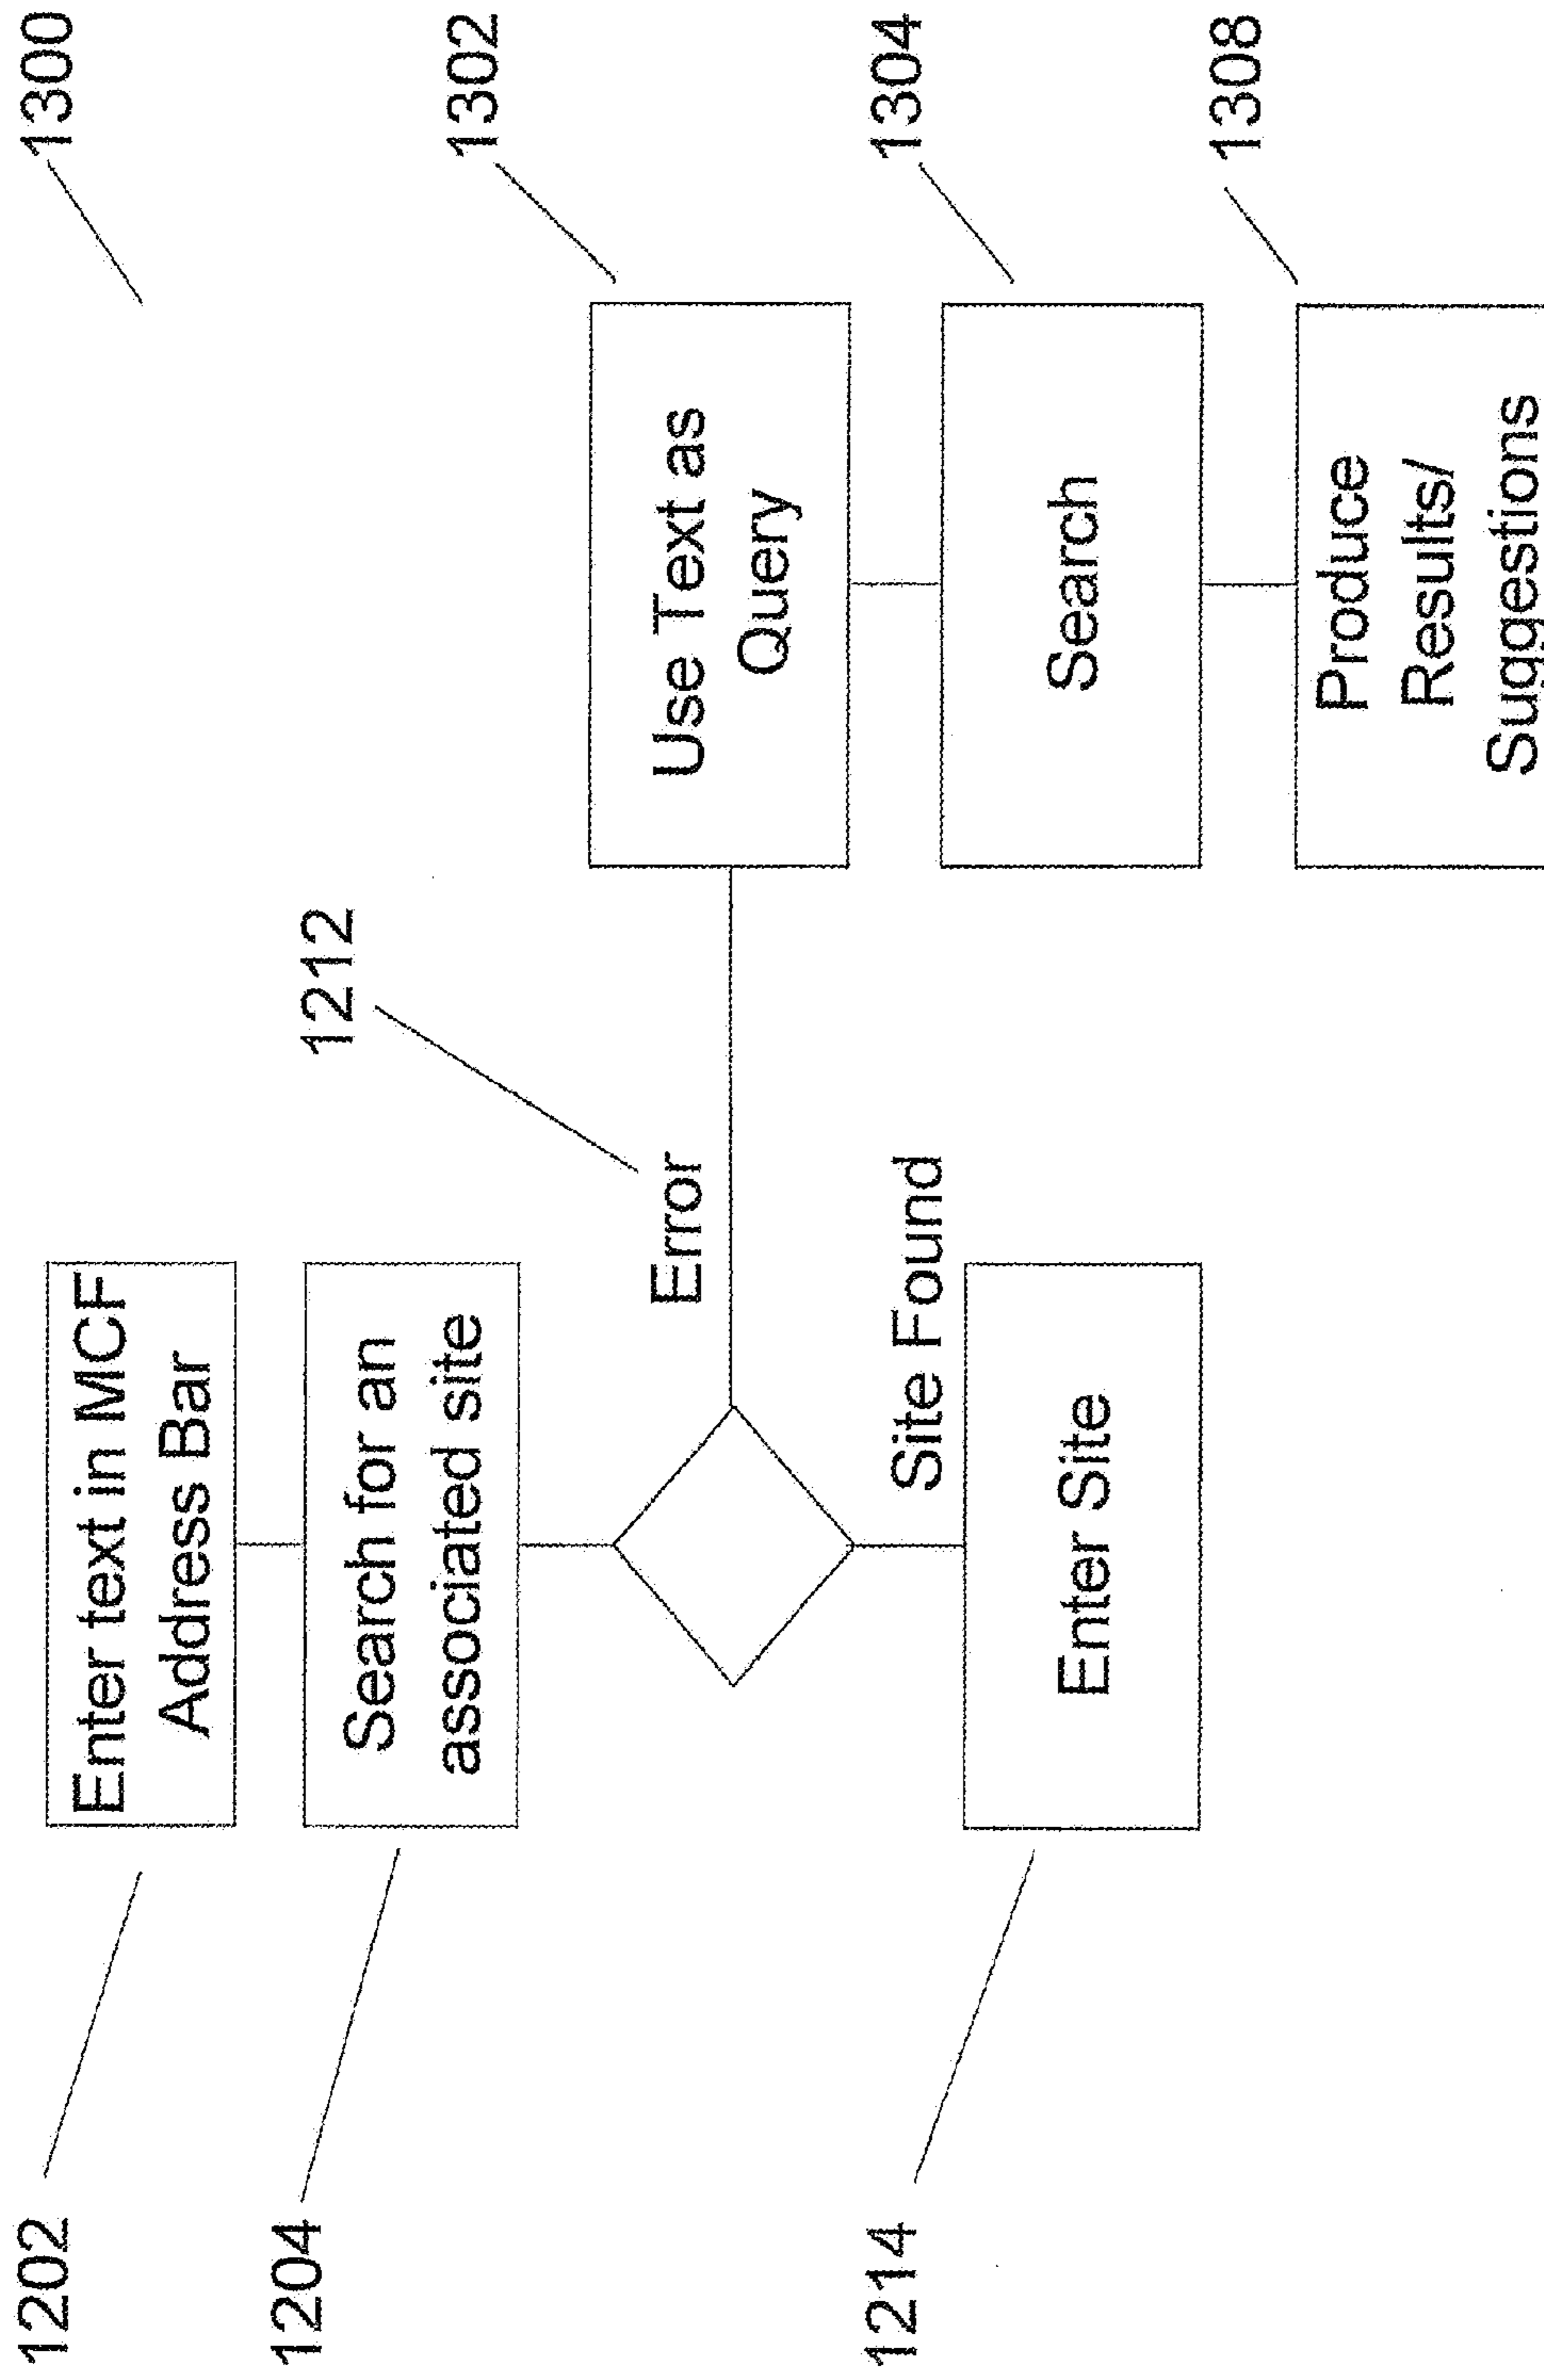 1300
1202
Enter text in MCF
Address Bar
1204
Search for an
associated site
1212
Error
1302
Use Text as
Query
1304
Search
Site Found
1214
Enter Site
1308
Produce
Results/
Suggestions